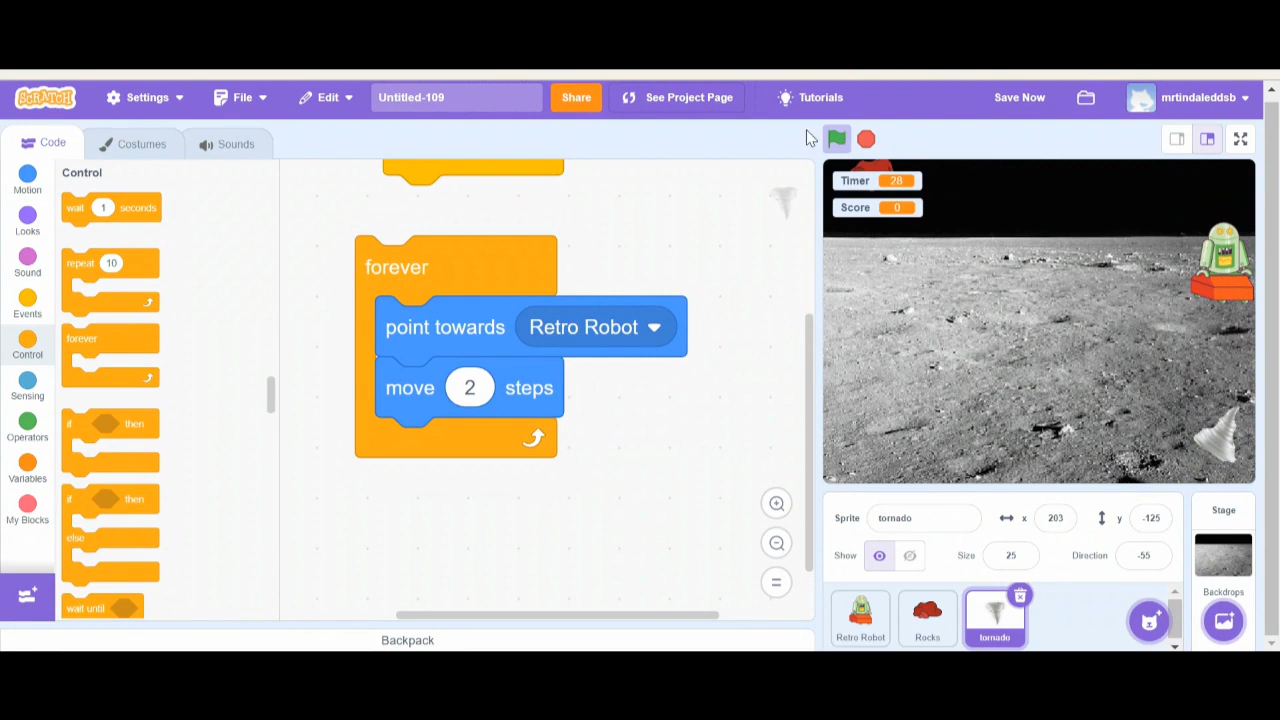 SCRATCH Settings File Edit Untitled-109 Share See Project Page Tutorials Save Now mrtindaleddsb
Code Costumes Sounds
Motion
Looks
Sound
Events
Control
Sensing
Operators
Variables
My Blocks
Control
wait 1 seconds
repeat 10
forever
if then
if then
else
wait until
forever
point towards Retro Robot
move 2 steps
Backpack
Timer 28
Score 0
Sprite tornado x 203 y -125
Show Size 25 Direction -55
Retro Robot Rocks tornado
Stage
Backdrops